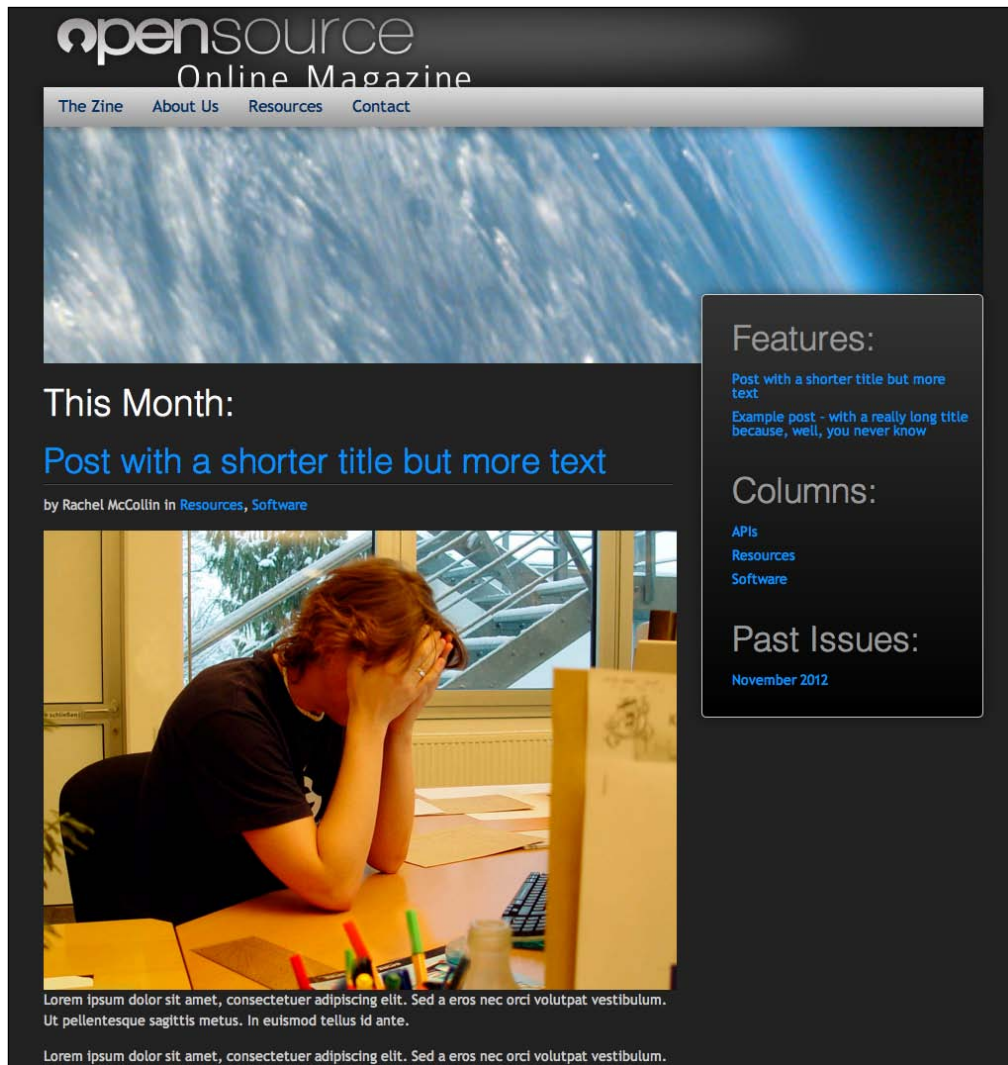 opensource
Online Magazine
The Zine About Us Resources Contact
This Month:
Post with a shorter title but more text
by Rachel McCollin in Resources, Software
Lorem ipsum dolor sit amet, consectetuer adipiscing elit. Sed a eros nec orci volutpat vestibulum.
Ut pellentesque sagittis metus. In euismod tellus id ante.
Lorem ipsum dolor sit amet, consectetuer adipiscing elit. Sed a eros nec orci volutpat vestibulum.
Features:
Post with a shorter title but more
text
Example post - with a really long title
because, well, you never know
Columns:
APIs
Resources
Software
Past Issues:
November 2012